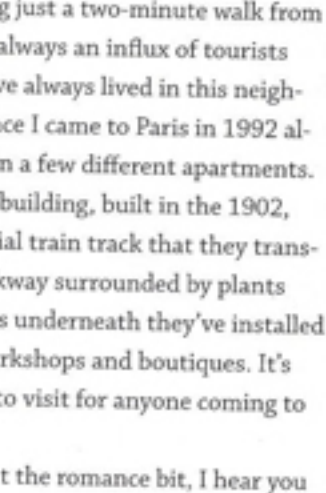 g just a two-minute walk from
always an influx of tourists
ve always lived in this neigh-
ce I came to Paris in 1992 al-
n a few different apartments.
building, built in the 1902,
ial train track that they trans-
kway surrounded by plants
s underneath they've installed
rkshops and boutiques. It's
to visit for anyone coming to
t the romance bit, I hear you